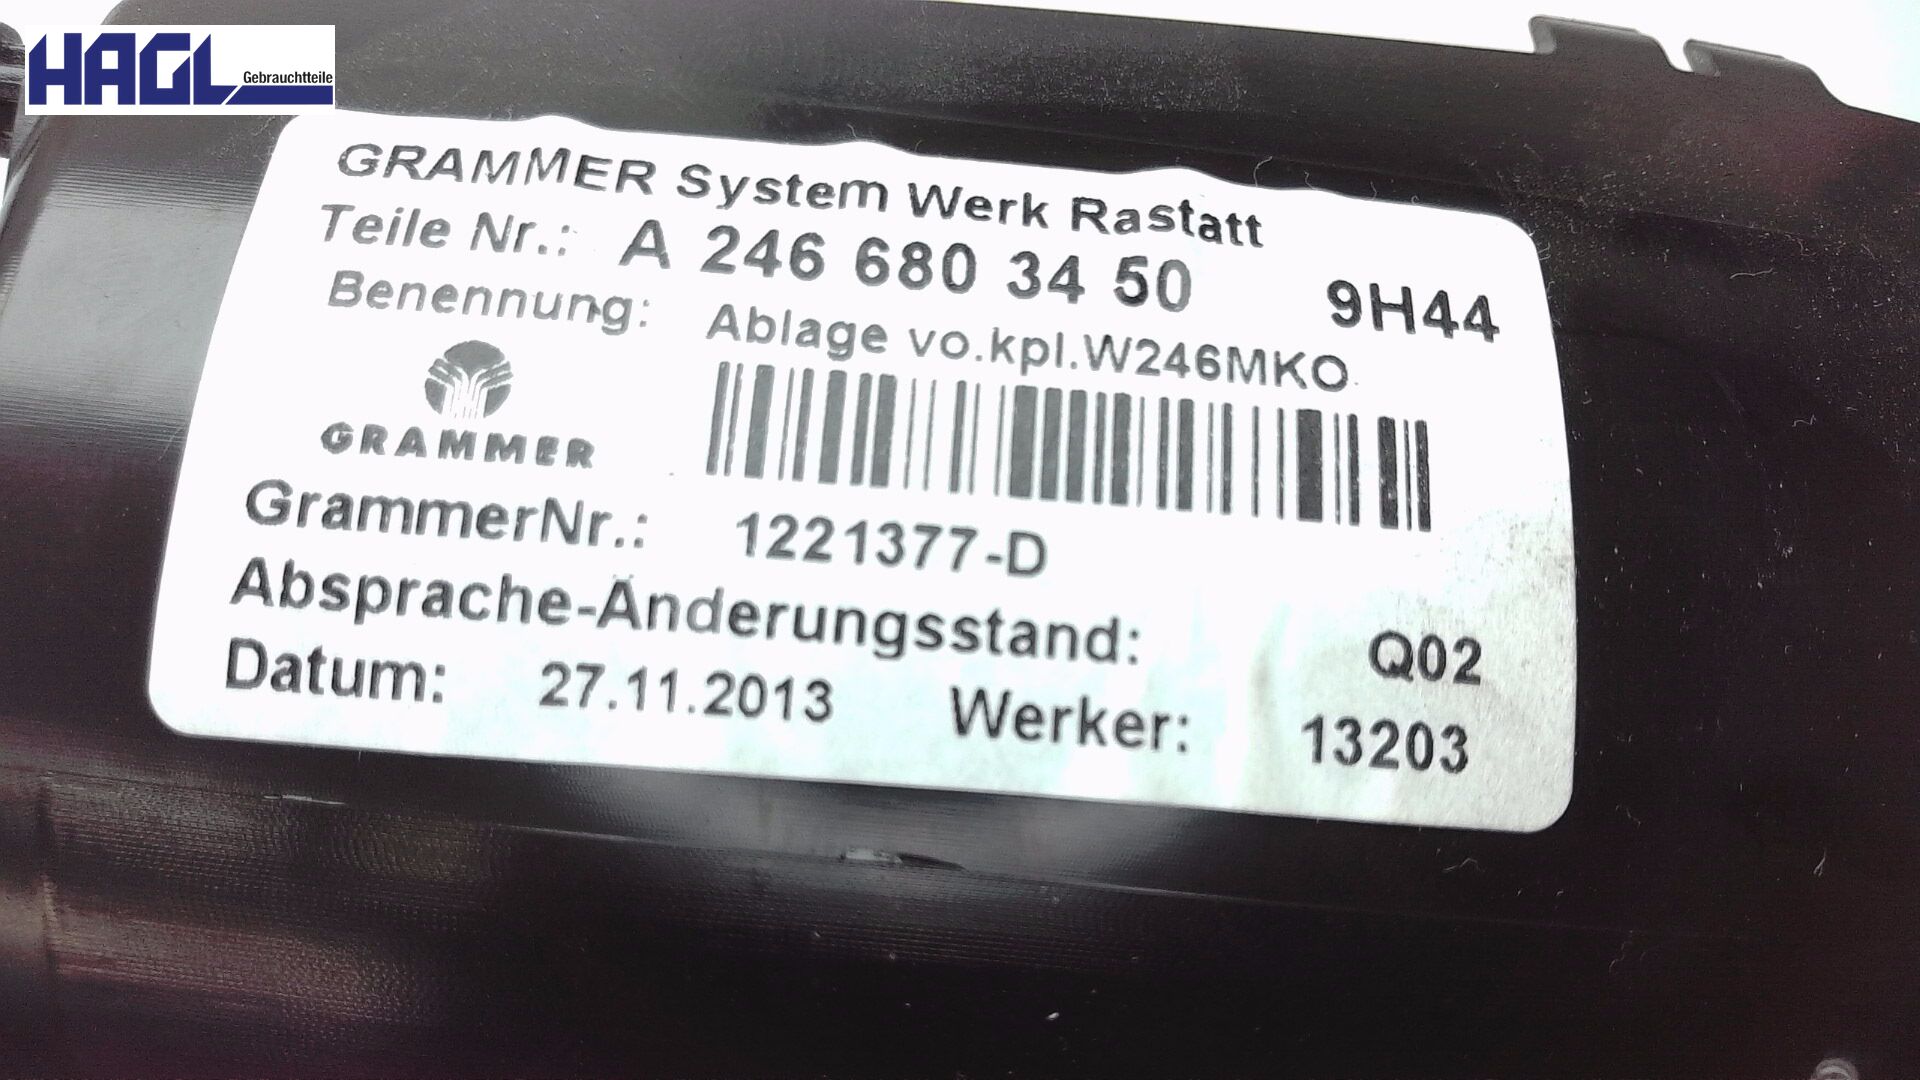 HAGL Gebrauchtteile
GRAMMER System Werk Rastatt
Teile Nr.: A 246 680 34 50 9H44
Benennung: Ablage vo.kpl.W246MKO
GRAMMER
GrammerNr.: 1221377-D
Absprache-Änderungsstand: Q02
Datum: 27.11.2013 Werker: 13203